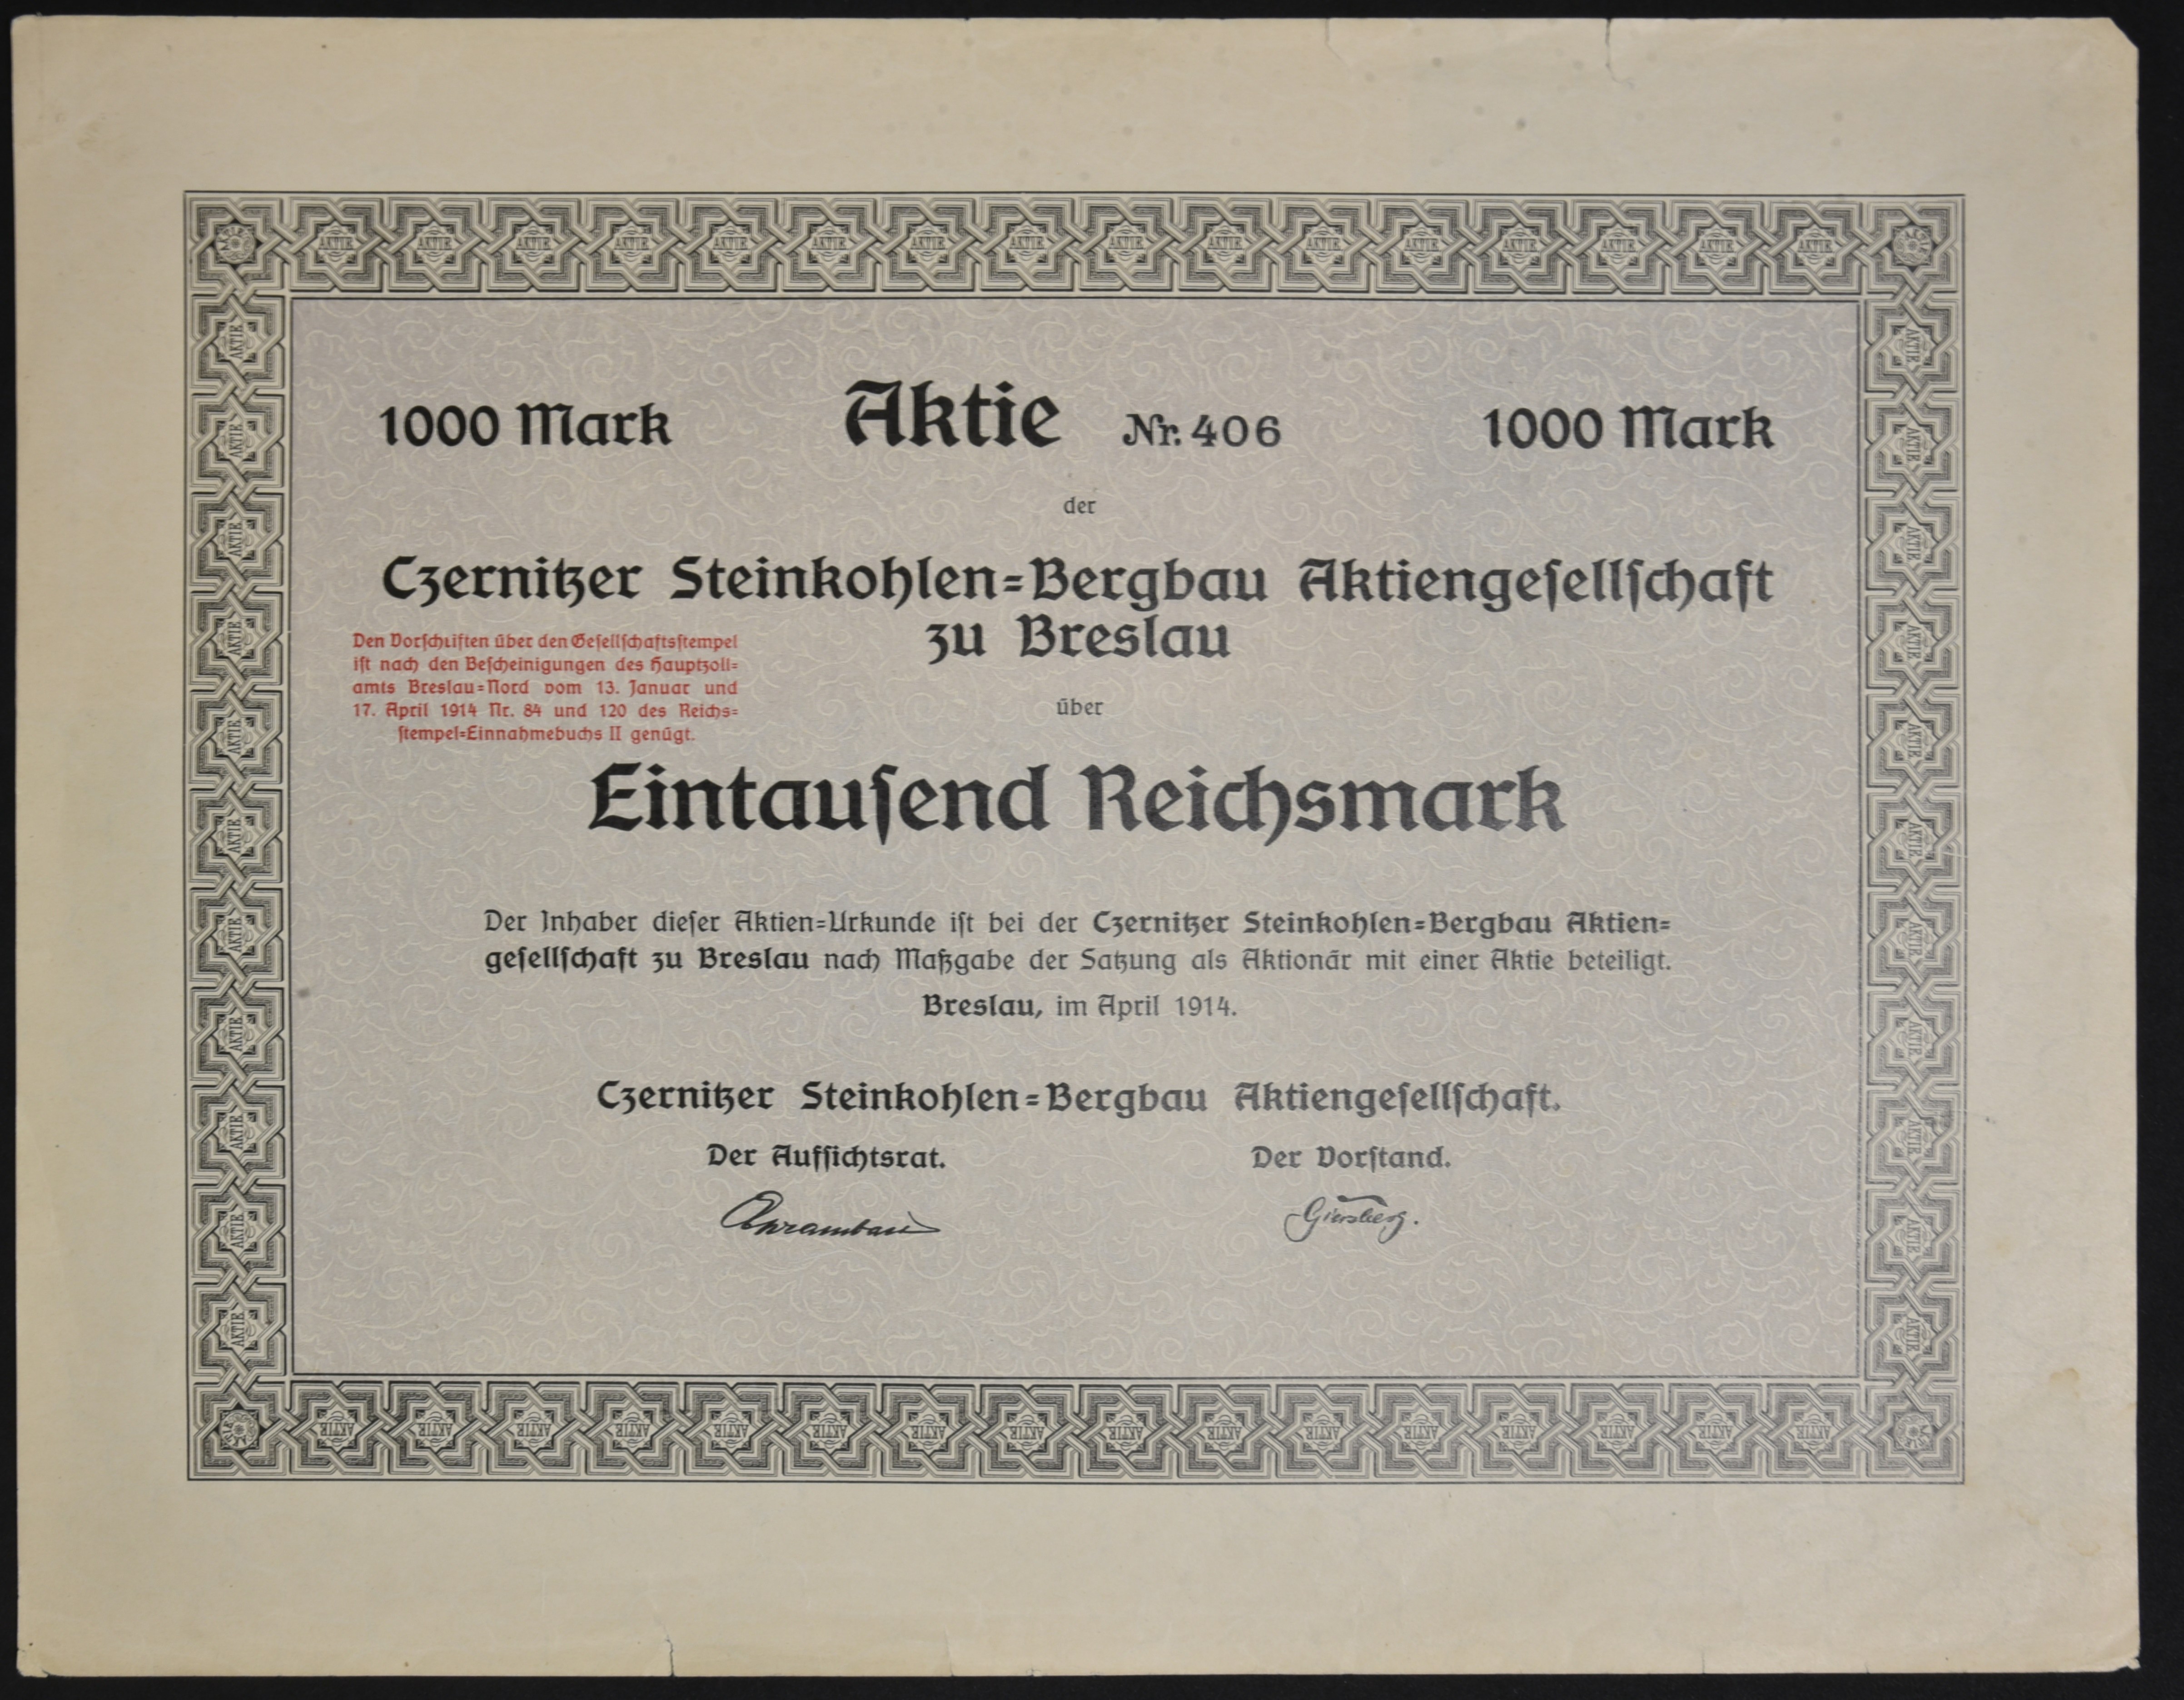 1000 Mark Aktie Nr. 406 1000 Mark
der
Czernitzer Steinkohlen=Bergbau Aktiengeſellſchaft
zu Breslau
Den Vorſchriften über den Geſellſchaftsſtempel
iſt nach den Beſcheinigungen des Hauptzoll=
amts Breslau=Nord vom 13. Januar und
17. April 1914 Nr. 84 und 120 des Reichs=
ſtempel=Einnahmebuchs II genügt.
über
Eintauſend Reichsmark
Der Inhaber dieſer Aktien=Urkunde iſt bei der Czernitzer Steinkohlen=Bergbau Aktien=
geſellſchaft zu Breslau nach Maßgabe der Satzung als Aktionär mit einer Aktie beteiligt.
Breslau, im April 1914.
Czernitzer Steinkohlen=Bergbau Aktiengeſellſchaft.
Der Aufſichtsrat. Der Vorſtand.
Giersberg.